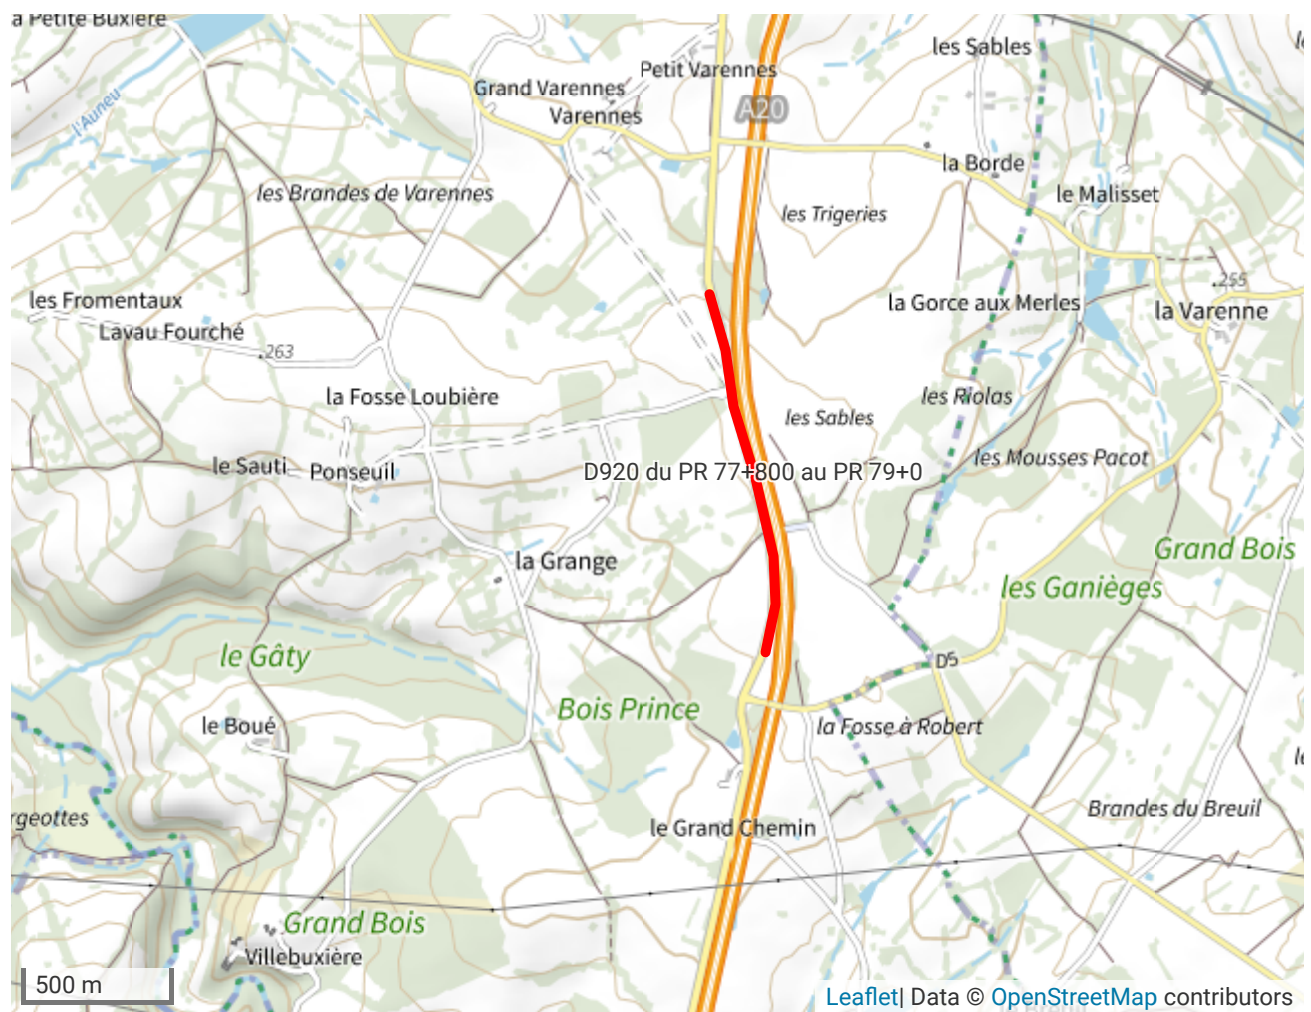 a Petite Buxière
les Sables
Petit Varennes
Grand Varennes
Varennes
A20
l'Auneu
la Borde
les Brandes de Varennes
le Malisset
les Trigeries
255
les Fromentaux
la Gorce aux Merles
la Varenne
Lavau Fourché
263
la Fosse Loubière
les Riolas
les Sables
le Sauti
Ponseuil
les Mousses Pacot
D920 du PR 77+800 au PR 79+0
Grand Bois
la Grange
les Ganièges
le Gâty
D5
Bois Prince
le Boué
la Fosse à Robert
rgeottes
Brandes du Breuil
le Grand Chemin
Grand Bois
Villebuxière
500 m
Leaflet| Data © OpenStreetMap contributors